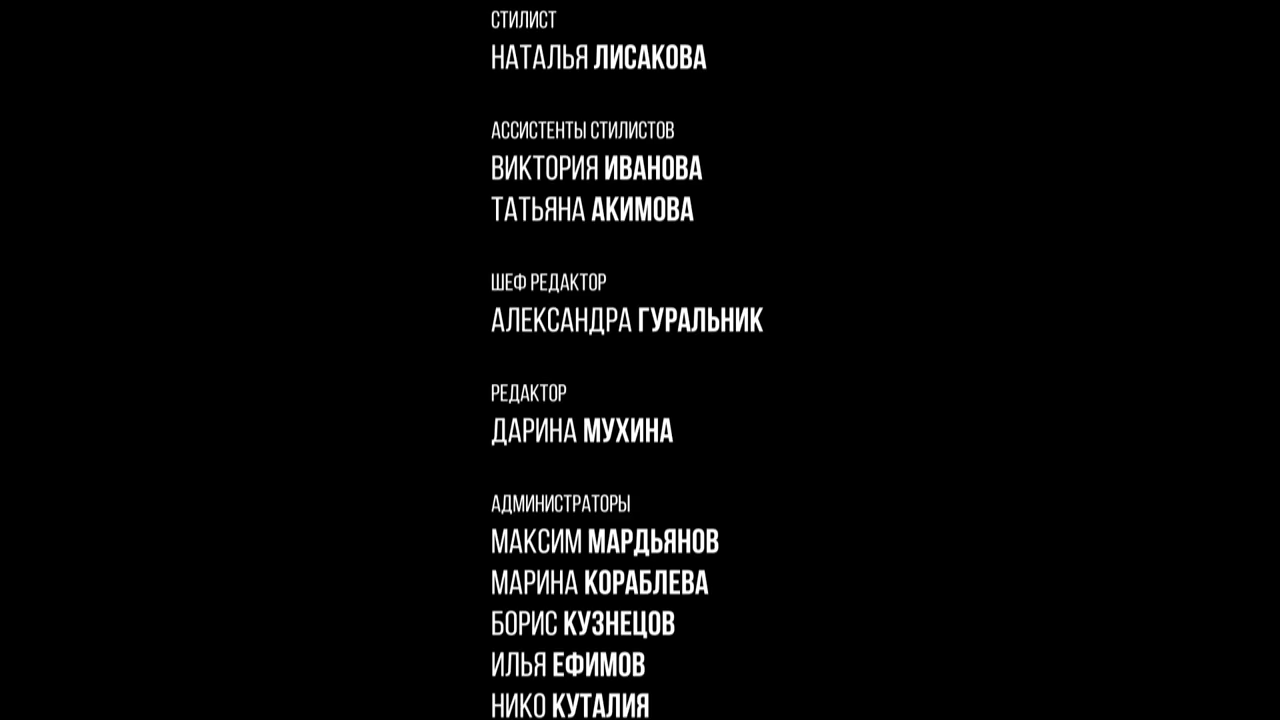 СТИЛИСТ
НАТАЛЬЯ ЛИСАКОВА
АССИСТЕНТЫ СТИЛИСТОВ
ВИКТОРИЯ ИВАНОВА
ТАТЬЯНА АКИМОВА
ШЕФ РЕДАКТОР
АЛЕКСАНДРА ГУРАЛЬНИК
РЕДАКТОР
ДАРИНА МУХИНА
АДМИНИСТРАТОРЫ
МАКСИМ МАРДЬЯНОВ
МАРИНА КОРАБЛЕВА
БОРИС КУЗНЕЦОВ
ИЛЬЯ ЕФИМОВ
НИКО КУТАЛИЯ